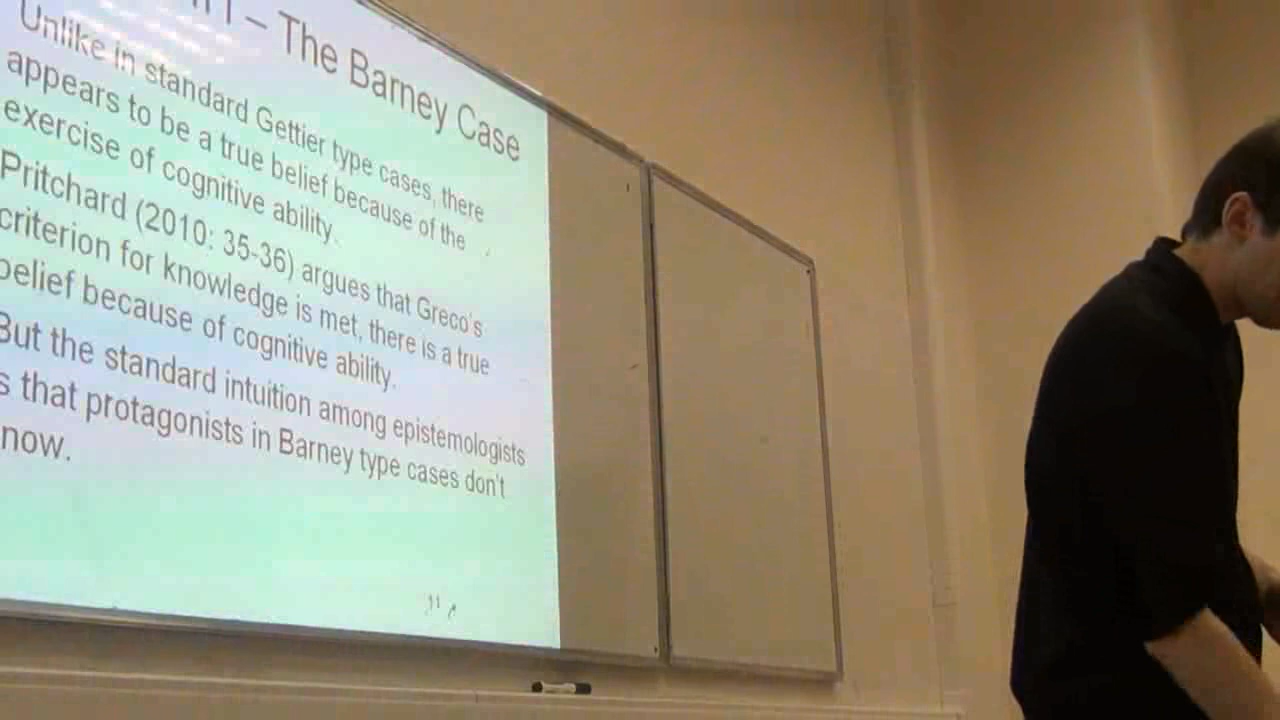 – The Barney Case
Unlike in standard Gettier type cases, there
appears to be a true belief because of the
exercise of cognitive ability.
Pritchard (2010: 35-36) argues that Greco's
criterion for knowledge is met, there is a true
belief because of cognitive ability.
But the standard intuition among epistemologists
s that protagonists in Barney type cases don't
now.